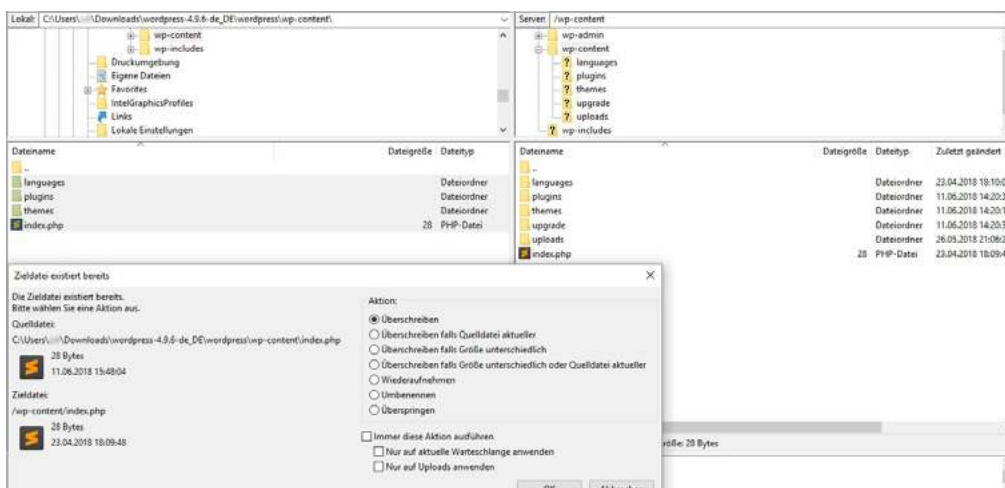 Lokal: C:\Users\ \Downloads\wordpress-4.9.6-de_DE\wordpress\wp-content\
wp-content
wp-includes
Druckumgebung
Eigene Dateien
Favorites
IntelGraphicsProfiles
Links
Lokale Einstellungen
Server: /wp-content
wp-admin
wp-content
languages
plugins
themes
upgrade
uploads
wp-includes
Dateiname Dateigröße Dateityp
..
languages Dateiordner
plugins Dateiordner
themes Dateiordner
index.php 28 PHP-Datei
Dateiname Dateigröße Dateityp Zuletzt geändert
..
languages Dateiordner 23.04.2018 18:10:0
plugins Dateiordner 11.06.2018 14:20:3
themes Dateiordner 11.06.2018 14:20:1
upgrade Dateiordner 11.06.2018 14:20:3
uploads Dateiordner 26.05.2018 21:06:2
index.php 28 PHP-Datei 23.04.2018 18:09:4
Zieldatei existiert bereits
Die Zieldatei existiert bereits.
Bitte wählen Sie eine Aktion aus.
Quelldatei:
C:\Users\ \Downloads\wordpress-4.9.6-de_DE\wordpress\wp-content\index.php
28 Bytes
11.06.2018 15:48:04
Zieldatei:
/wp-content/index.php
28 Bytes
23.04.2018 18:09:48
Aktion:
Überschreiben
Überschreiben falls Quelldatei aktueller
Überschreiben falls Größe unterschiedlich
Überschreiben falls Größe unterschiedlich oder Quelldatei aktueller
Wiederaufnehmen
Umbenennen
Überspringen
Immer diese Aktion ausführen
Nur auf aktuelle Warteschlange anwenden
Nur auf Uploads anwenden
größe: 28 Bytes